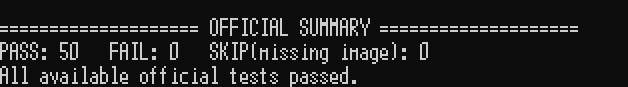 ==================== OFFICIAL SUMMARY ====================
PASS: 50  FAIL: 0  SKIP(missing image): 0
All available official tests passed.